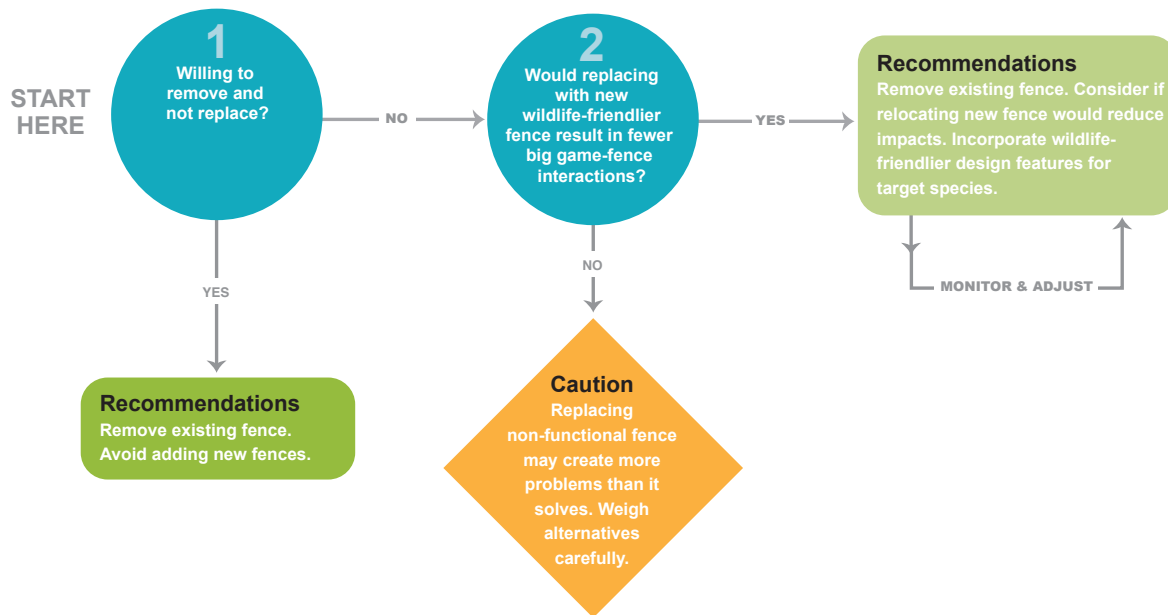 START
HERE
1
Willing to
remove and
not replace?
NO
2
Would replacing
with new
wildlife-friendlier
fence result in fewer
big game-fence
interactions?
YES
Recommendations
Remove existing fence. Consider if
relocating new fence would reduce
impacts. Incorporate wildlife-
friendlier design features for
target species.
MONITOR & ADJUST
YES
Recommendations
Remove existing fence.
Avoid adding new fences.
NO
Caution
Replacing
non-functional fence
may create more
problems than it
solves. Weigh
alternatives
carefully.